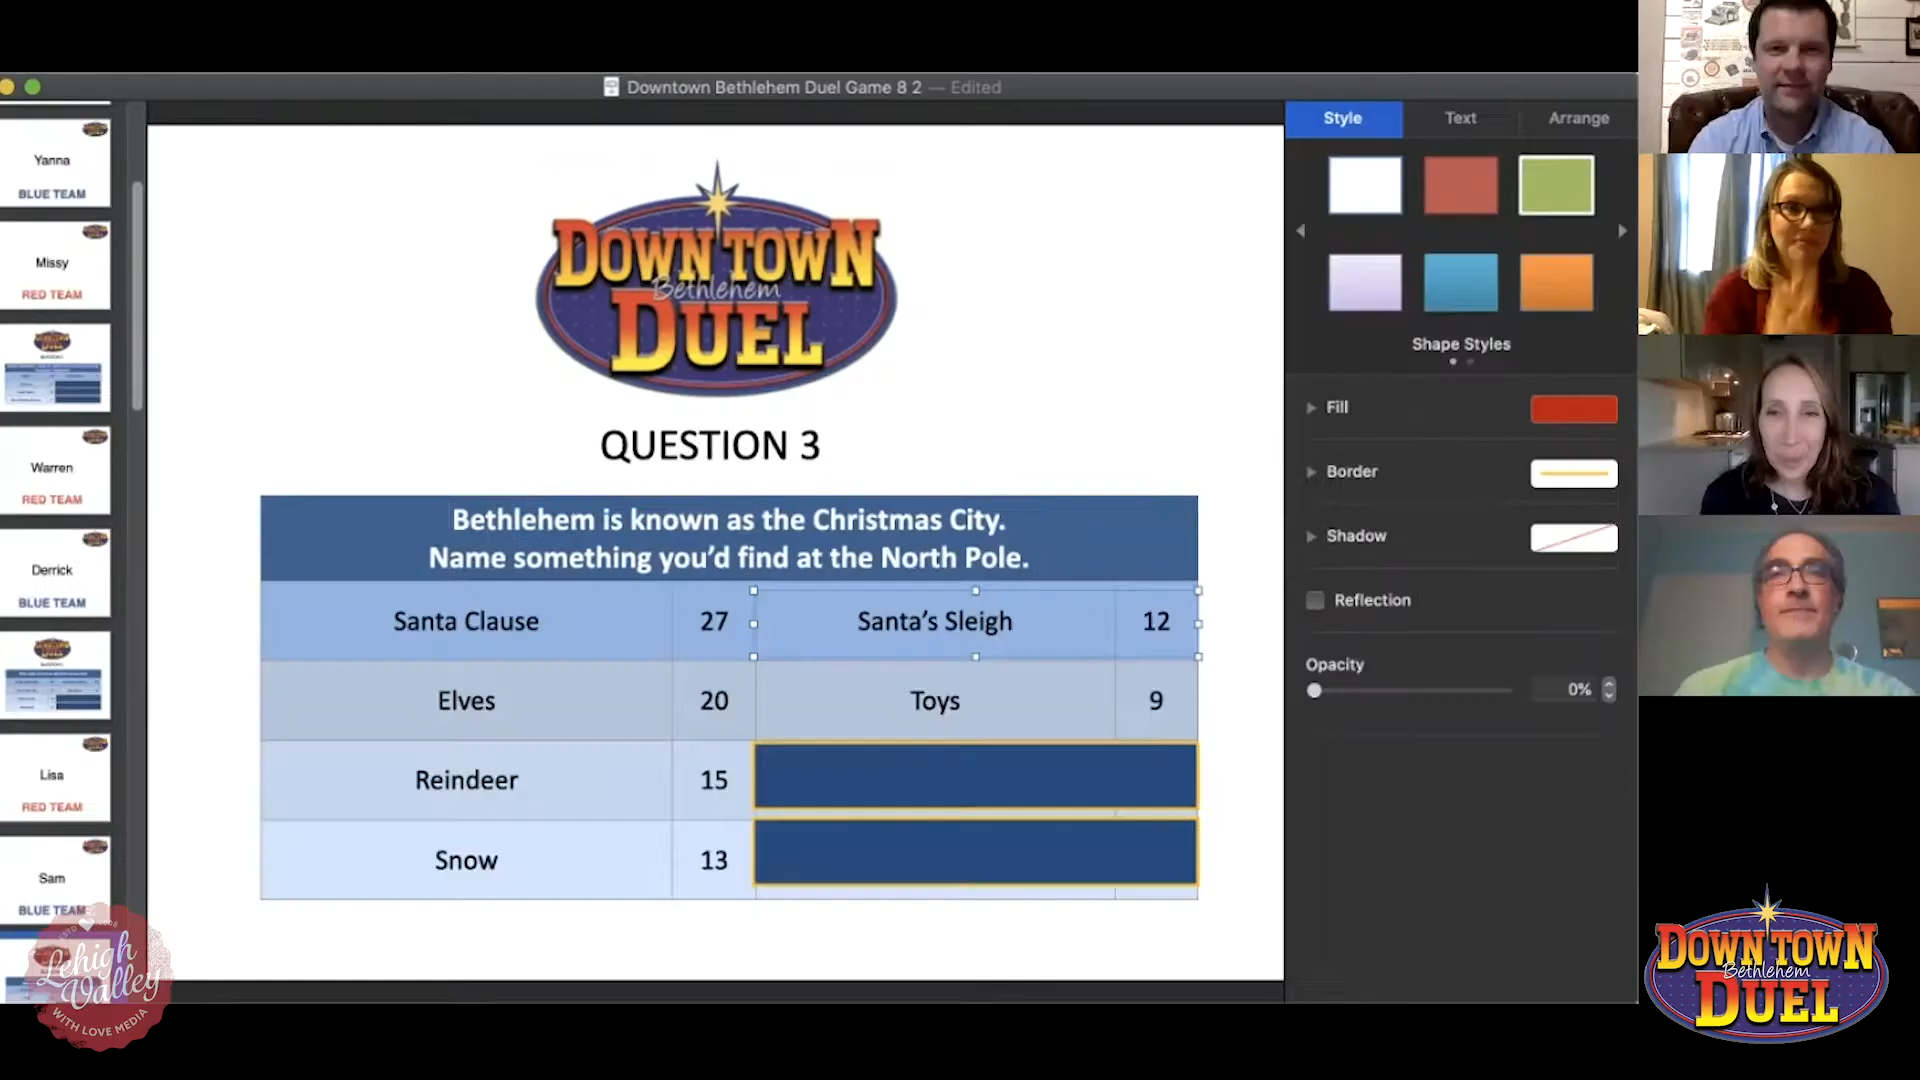 Downtown Bethlehem Duel Game 8 2 — Edited
Yanna
BLUE TEAM
Missy
RED TEAM
Warren
RED TEAM
Derrick
BLUE TEAM
Lisa
RED TEAM
Sam
BLUE TEAM
DOWNTOWN
Bethlehem
DUEL
QUESTION 3
Bethlehem is known as the Christmas City.
Name something you'd find at the North Pole.
Santa Clause 27 Santa's Sleigh 12
Elves 20 Toys 9
Reindeer 15
Snow 13
Style Text Arrange
Shape Styles
Fill
Border
Shadow
Reflection
Opacity
0%
Lehigh
Valley
WITH LOVE MEDIA
DOWNTOWN
Bethlehem
DUEL